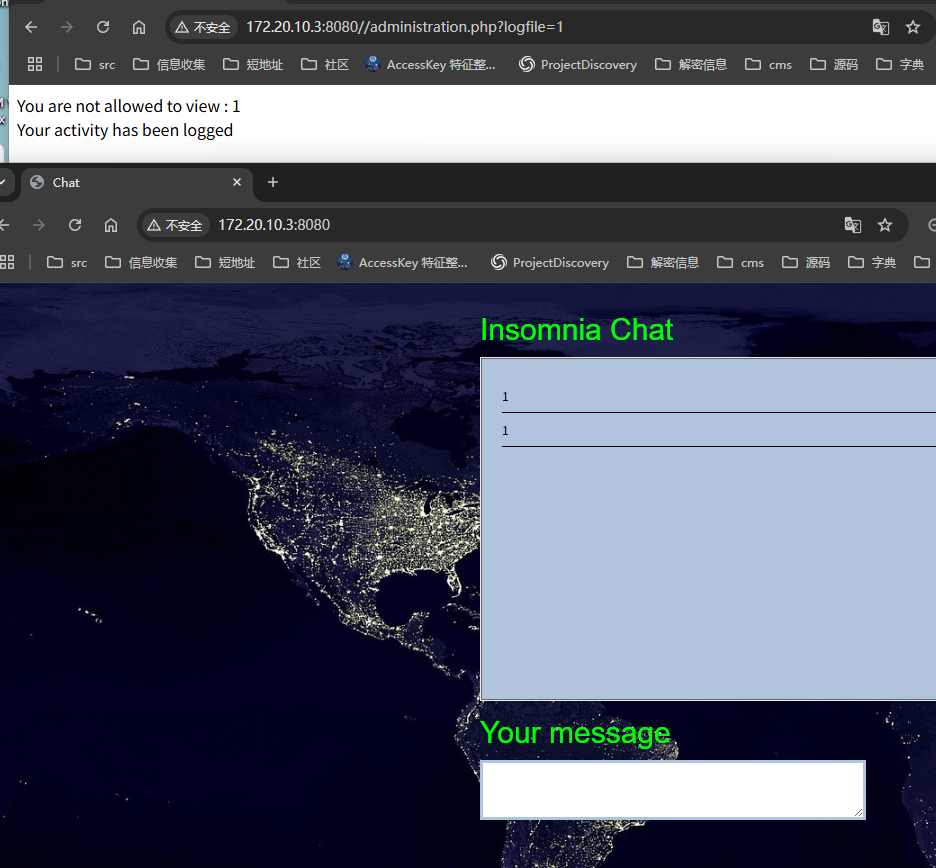 不安全 172.20.10.3:8080//administration.php?logfile=1
src 信息收集 短地址 社区 AccessKey 特征整... ProjectDiscovery 解密信息 cms 源码 字典
You are not allowed to view : 1
Your activity has been logged
Chat
不安全 172.20.10.3:8080
src 信息收集 短地址 社区 AccessKey 特征整... ProjectDiscovery 解密信息 cms 源码 字典
Insomnia Chat
1
1
Your message